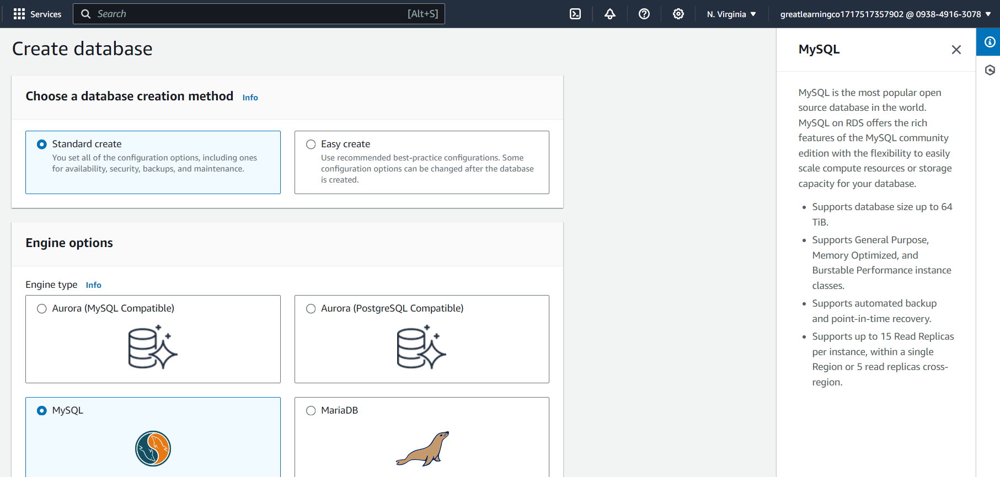 Services
Search
[Alt+S]
N. Virginia
greatlearningco1717517357902 @ 0938-4916-3078
Create database
Choose a database creation method
Info
Standard create
You set all of the configuration options, including ones
for availability, security, backups, and maintenance.
Easy create
Use recommended best-practice configurations. Some
configuration options can be changed after the database
is created.
Engine options
Engine type
Info
Aurora (MySQL Compatible)
Aurora (PostgreSQL Compatible)
MySQL
MariaDB
MySQL
MySQL is the most popular open
source database in the world.
MySQL on RDS offers the rich
features of the MySQL community
edition with the flexibility to easily
scale compute resources or storage
capacity for your database.
• Supports database size up to 64
TiB.
• Supports General Purpose,
Memory Optimized, and
Burstable Performance instance
classes.
• Supports automated backup
and point-in-time recovery.
• Supports up to 15 Read Replicas
per instance, within a single
Region or 5 read replicas cross-
region.